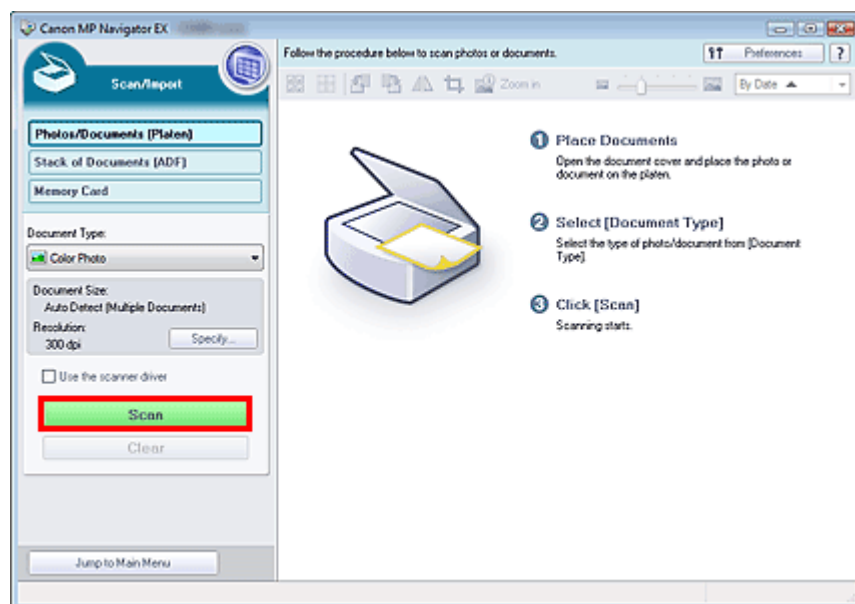 Canon MP Navigator EX
Scan/Import
Photos/Documents (Platen)
Stack of Documents (ADF)
Memory Card
Document Type:
Color Photo
Document Size:
Auto Detect (Multiple Documents)
Resolution:
300 dpi
Specify...
Use the scanner driver
Scan
Clear
Jump to Main Menu
Follow the procedure below to scan photos or documents.
Preferences
?
Zoom in
By Date
1 Place Documents
Open the document cover and place the photo or
document on the platen.
2 Select [Document Type]
Select the type of photo/document from [Document
Type].
3 Click [Scan]
Scanning starts.